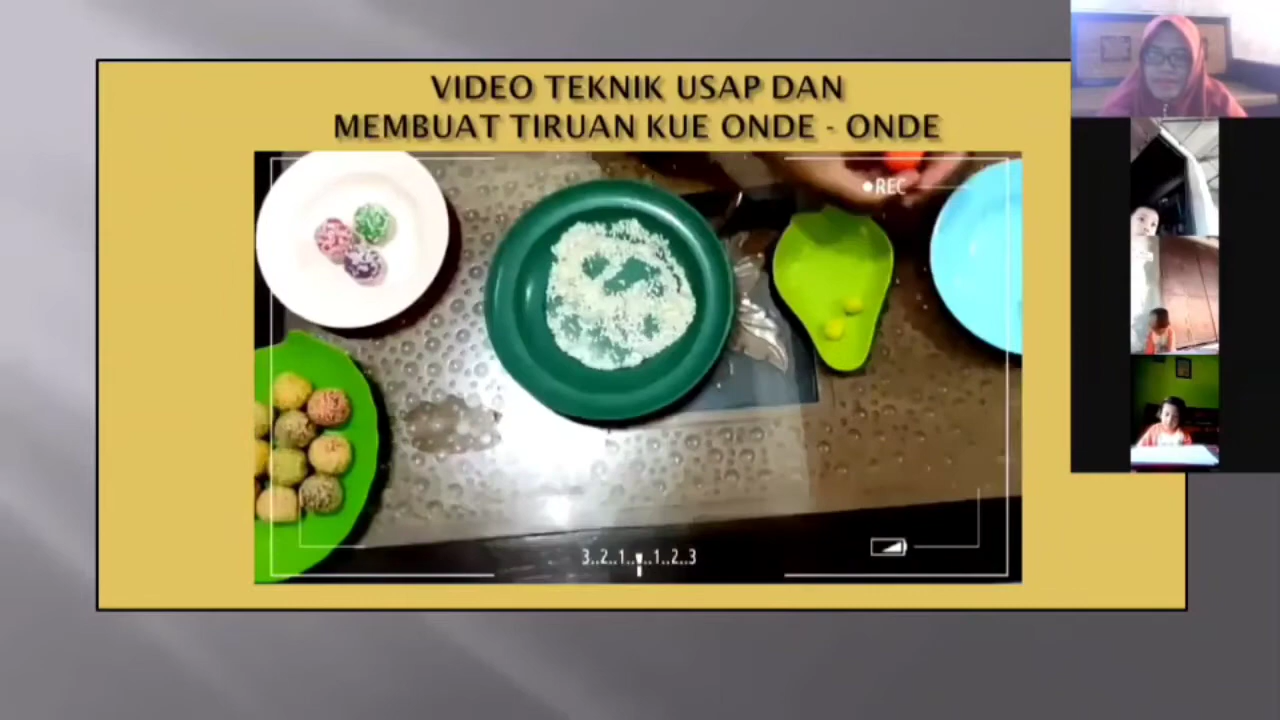 VIDEO TEKNIK USAP DAN
MEMBUAT TIRUAN KUE ONDE - ONDE
REC
3..2..1......1..2..3